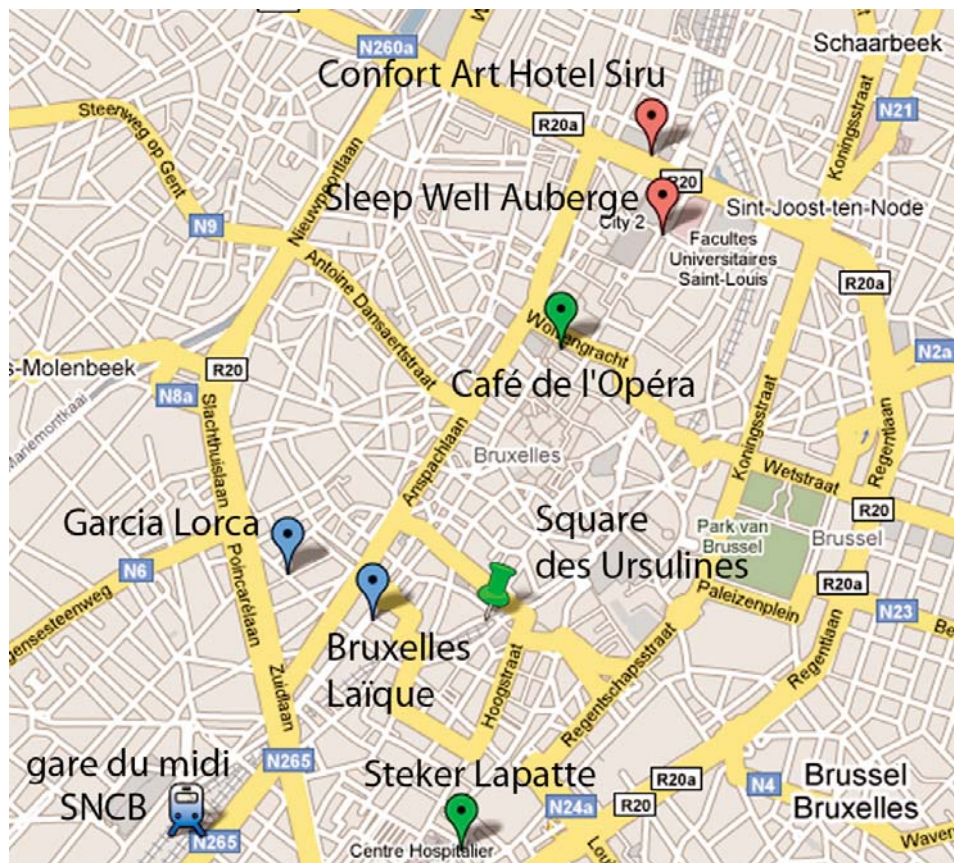 N260a
Schaarbeek
Confort Art Hotel Siru
Steenweg op Gent
R20a
N21
Koningsstraat
Nieuwpoortlaan
R20
Sleep Well Auberge
City 2
Sint-Joost-ten-Node
N9
Facultes
Universitaires
Saint-Louis
Antoine Dansaertstraat
R20a
Wolvengracht
N2a
s-Molenbeek
R20
Café de l'Opéra
N8a
Slachthuislaan
Koningsstraat
Regentlaan
Anspachlaan
Bruxelles
Wetstraat
R20
Garcia Lorca
Square
des Ursulines
Park van
Brussel
Brussel
N6
Poincarélaan
R20a
Paleizenplein
N23
Be
gensesteenweg
Bruxelles
Laïque
Hoogstraat
Regentschapsstraat
Regentlaan
Zuidlaan
gare du midi
SNCB
N265
Steker Lapatte
R20a
N4
Brussel
Bruxelles
N24a
R20
N265
Centre Hospitalier
Lou
Waven